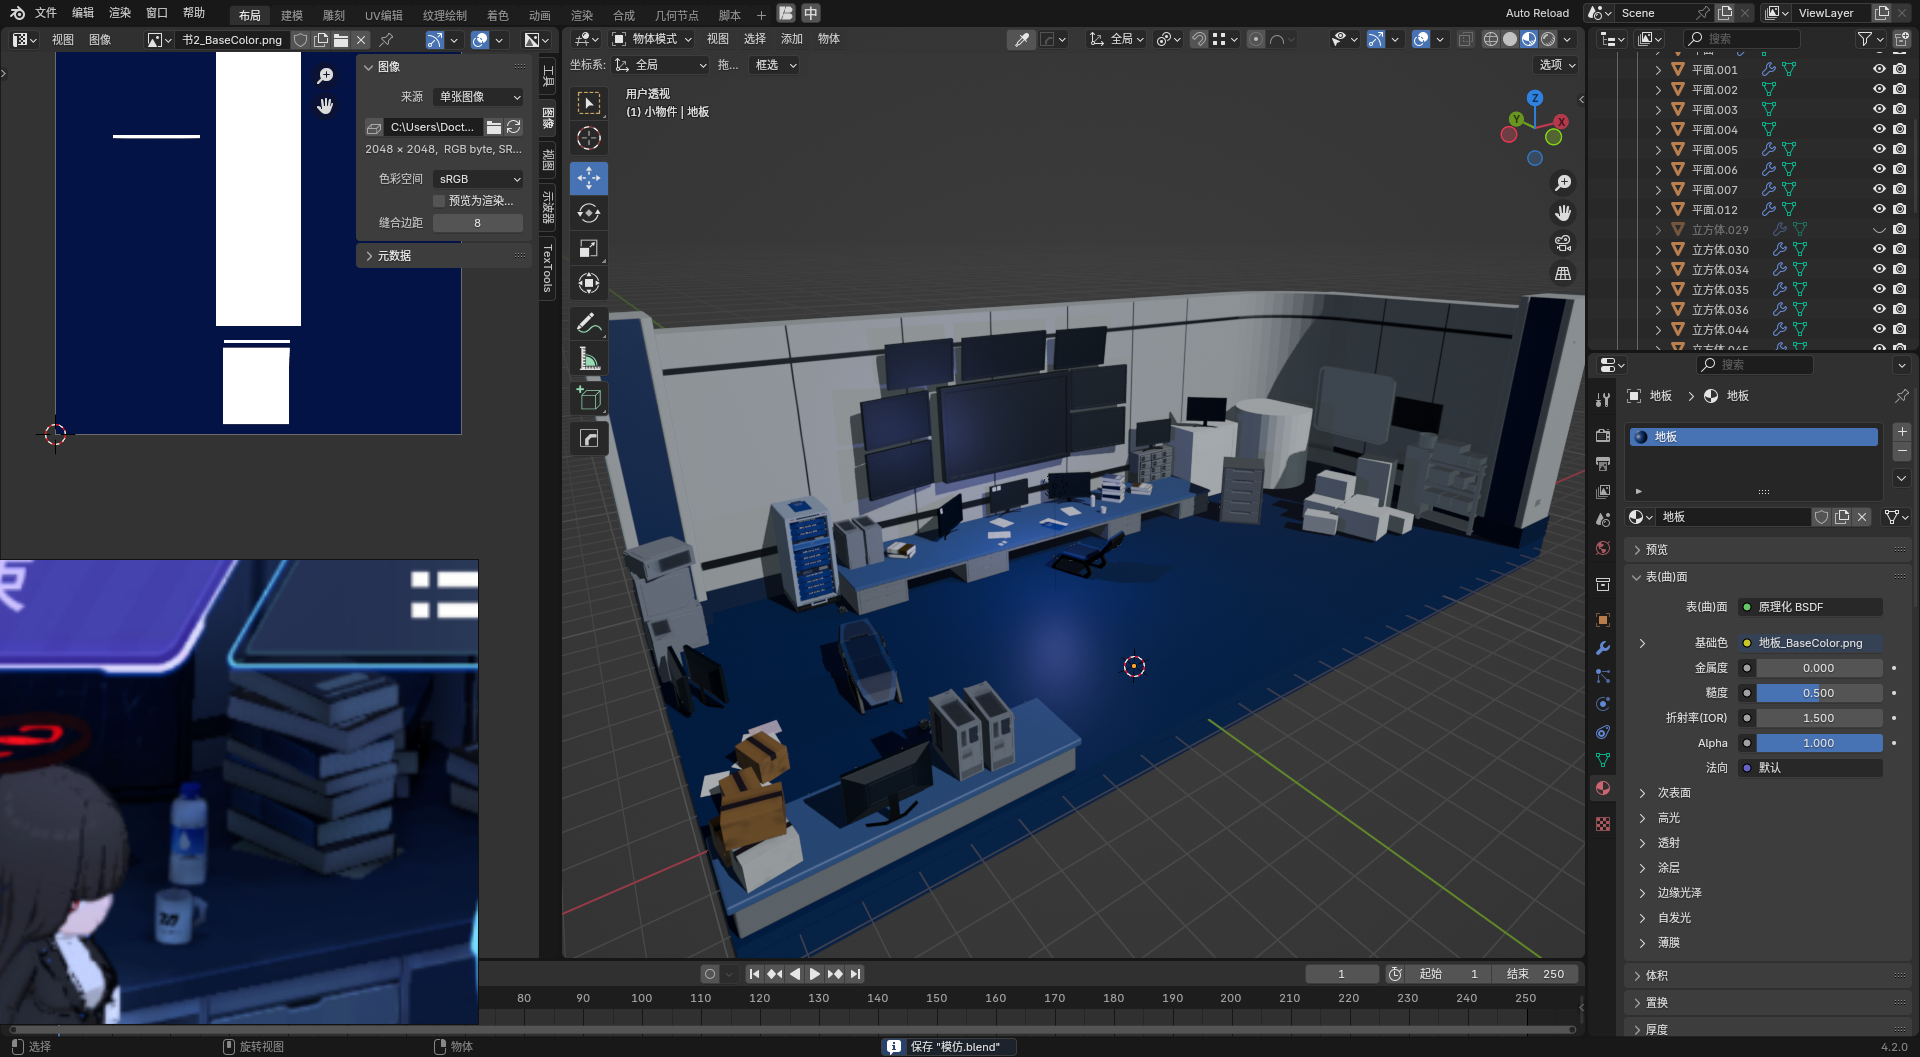 文件 编辑 渲染 窗口 帮助
布局 建模 雕刻 UV编辑 纹理绘制 着色 动画 渲染 合成 几何节点 脚本 + 中
Auto Reload Scene ViewLayer
视图 图像 书2_BaseColor.png
物体模式 视图 选择 添加 物体 全局
坐标系: 全局 拖... 框选 选项
图像
来源 单张图像
C:\Users\Doct...
2048 × 2048, RGB byte, SR...
色彩空间 sRGB
预览为渲染...
缝合边距 8
元数据
工具
图像
视图
示波器
TexTools
用户透视
(1) 小物件 | 地板
Z
Y
X
搜索
平面.001
平面.002
平面.003
平面.004
平面.005
平面.006
平面.007
平面.012
立方体.029
立方体.030
立方体.034
立方体.035
立方体.036
立方体.044
立方体.045
搜索
地板 > 地板
地板
地板
预览
表(曲)面
表(曲)面 原理化 BSDF
基础色 地板_BaseColor.png
金属度 0.000
糙度 0.500
折射率(IOR) 1.500
Alpha 1.000
法向 默认
次表面
高光
透射
涂层
边缘光泽
自发光
薄膜
体积
置换
厚度
1 起始 1 结束 250
80 90 100 110 120 130 140 150 160 170 180 190 200 210 220 230 240 250
选择 旋转视图 物体 保存 "模仿.blend" 4.2.0